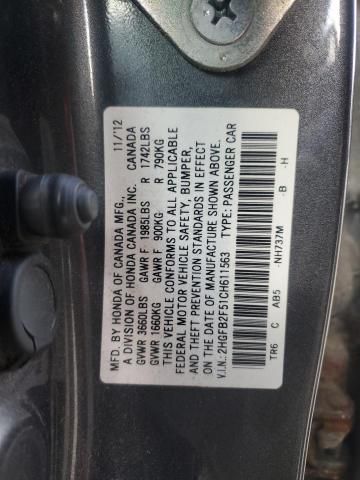 MFD. BY HONDA OF CANADA MFG., 11/12
A DIVISION OF HONDA CANADA INC. CANADA
GVWR 3660LBS GAWR F 1985LBS R 1742LBS
GVWR 1660KG GAWR F 900KG R 790KG
THIS VEHICLE CONFORMS TO ALL APPLICABLE
FEDERAL MOTOR VEHICLE SAFETY, BUMPER,
AND THEFT PREVENTION STANDARDS IN EFFECT
ON THE DATE OF MANUFACTURE SHOWN ABOVE.
V.I.N.: 2HGFB2F51CH611563 TYPE: PASSENGER CAR
TR6 C AB5 -NH737M -B -H